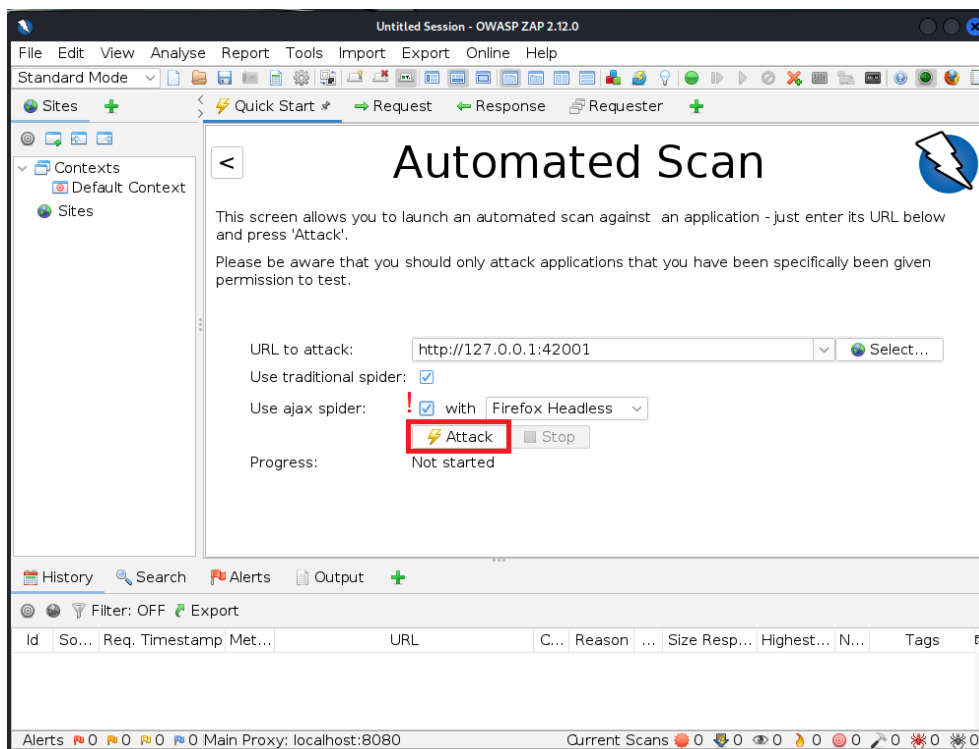 Untitled Session - OWASP ZAP 2.12.0
File Edit View Analyse Report Tools Import Export Online Help
Standard Mode
Sites
Quick Start Request Response Requester
Contexts
Default Context
Sites
<
Automated Scan
This screen allows you to launch an automated scan against an application - just enter its URL below
and press 'Attack'.
Please be aware that you should only attack applications that you have been specifically been given
permission to test.
URL to attack: http://127.0.0.1:42001 Select...
Use traditional spider:
Use ajax spider: ! with Firefox Headless
Attack Stop
Progress: Not started
History Search Alerts Output
Filter: OFF Export
Id So... Req. Timestamp Met... URL C... Reason ... Size Resp... Highest... N... Tags
Alerts 0 0 0 0 Main Proxy: localhost:8080 Current Scans 0 0 0 0 0 0 0